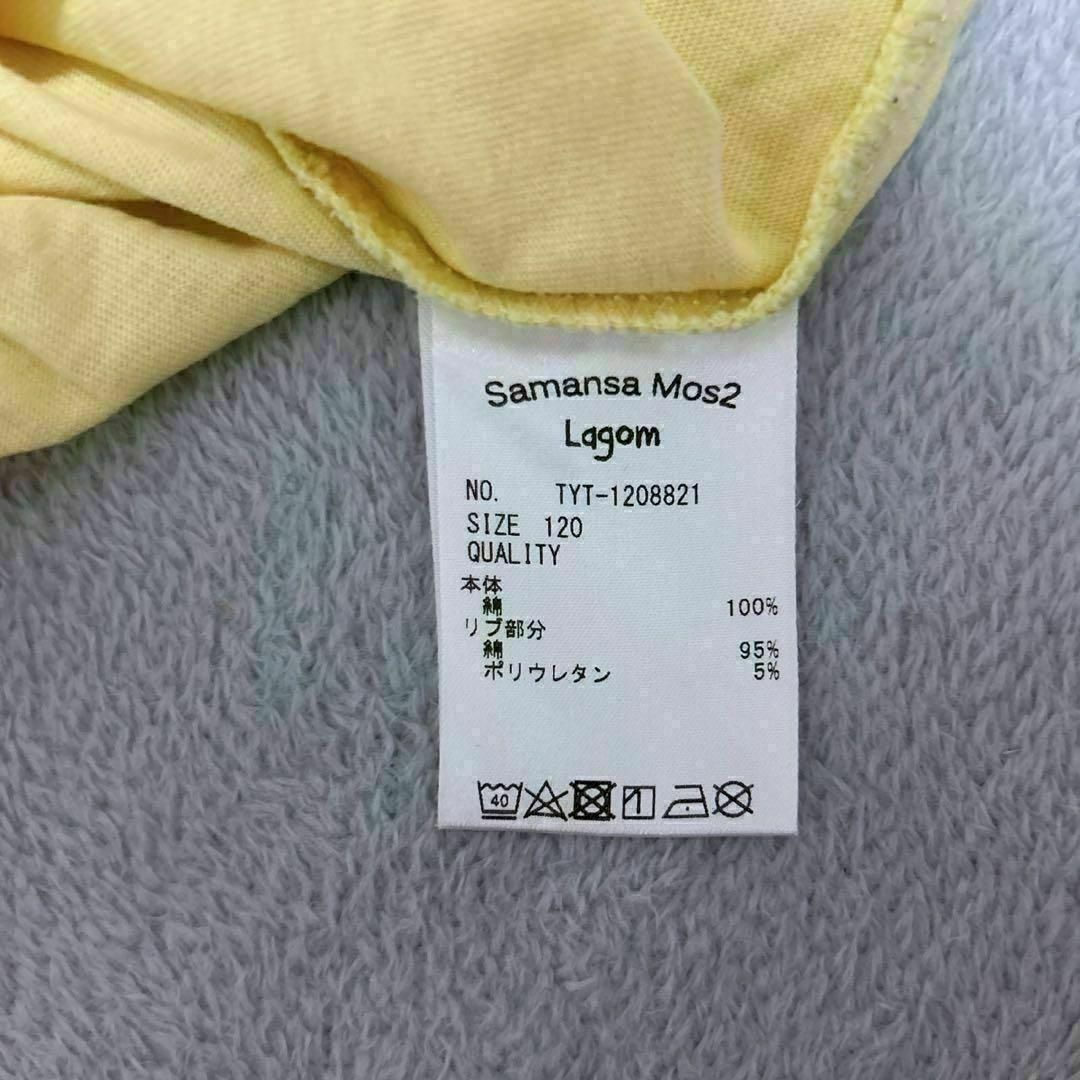 Samansa Mos2
Lagom
NO. TYT-1208821
SIZE 120
QUALITY
本体
綿 100%
リブ部分
綿 95%
ポリウレタン 5%
40